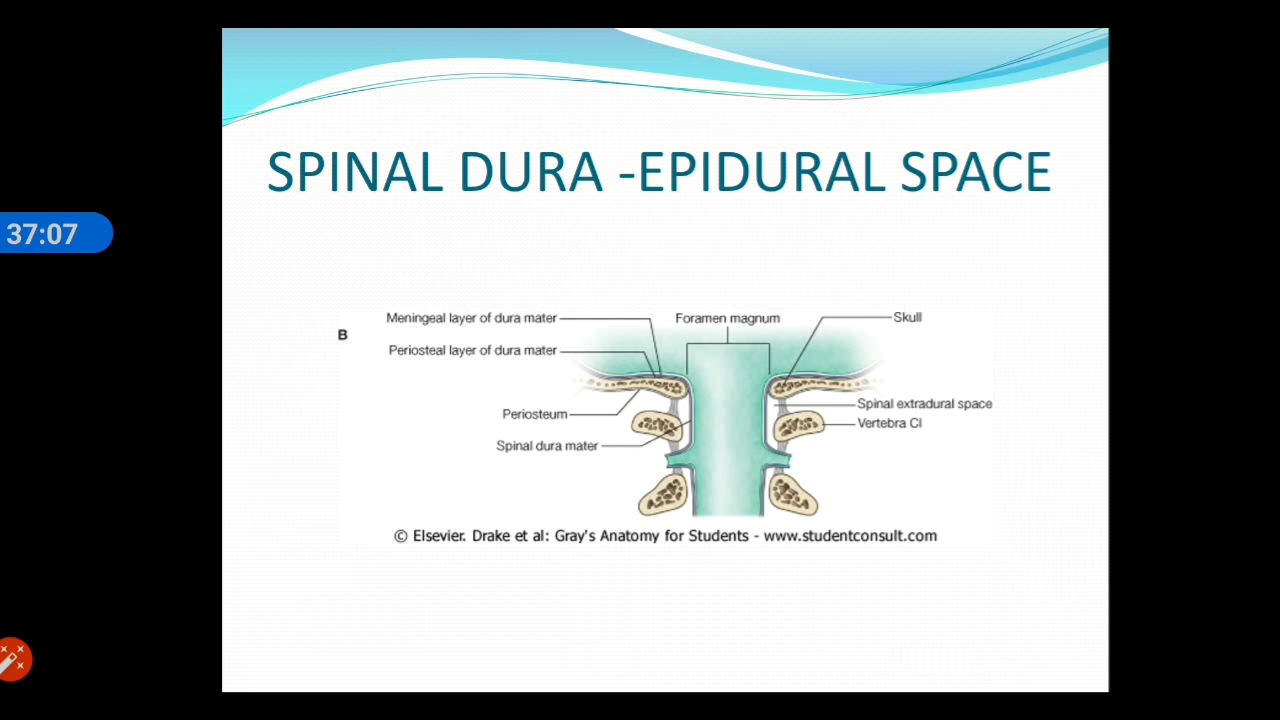 SPINAL DURA -EPIDURAL SPACE
37:07
B
Meningeal layer of dura mater
Foramen magnum
Skull
Periosteal layer of dura mater
Spinal extradural space
Periosteum
Vertebra CI
Spinal dura mater
© Elsevier. Drake et al: Gray's Anatomy for Students - www.studentconsult.com